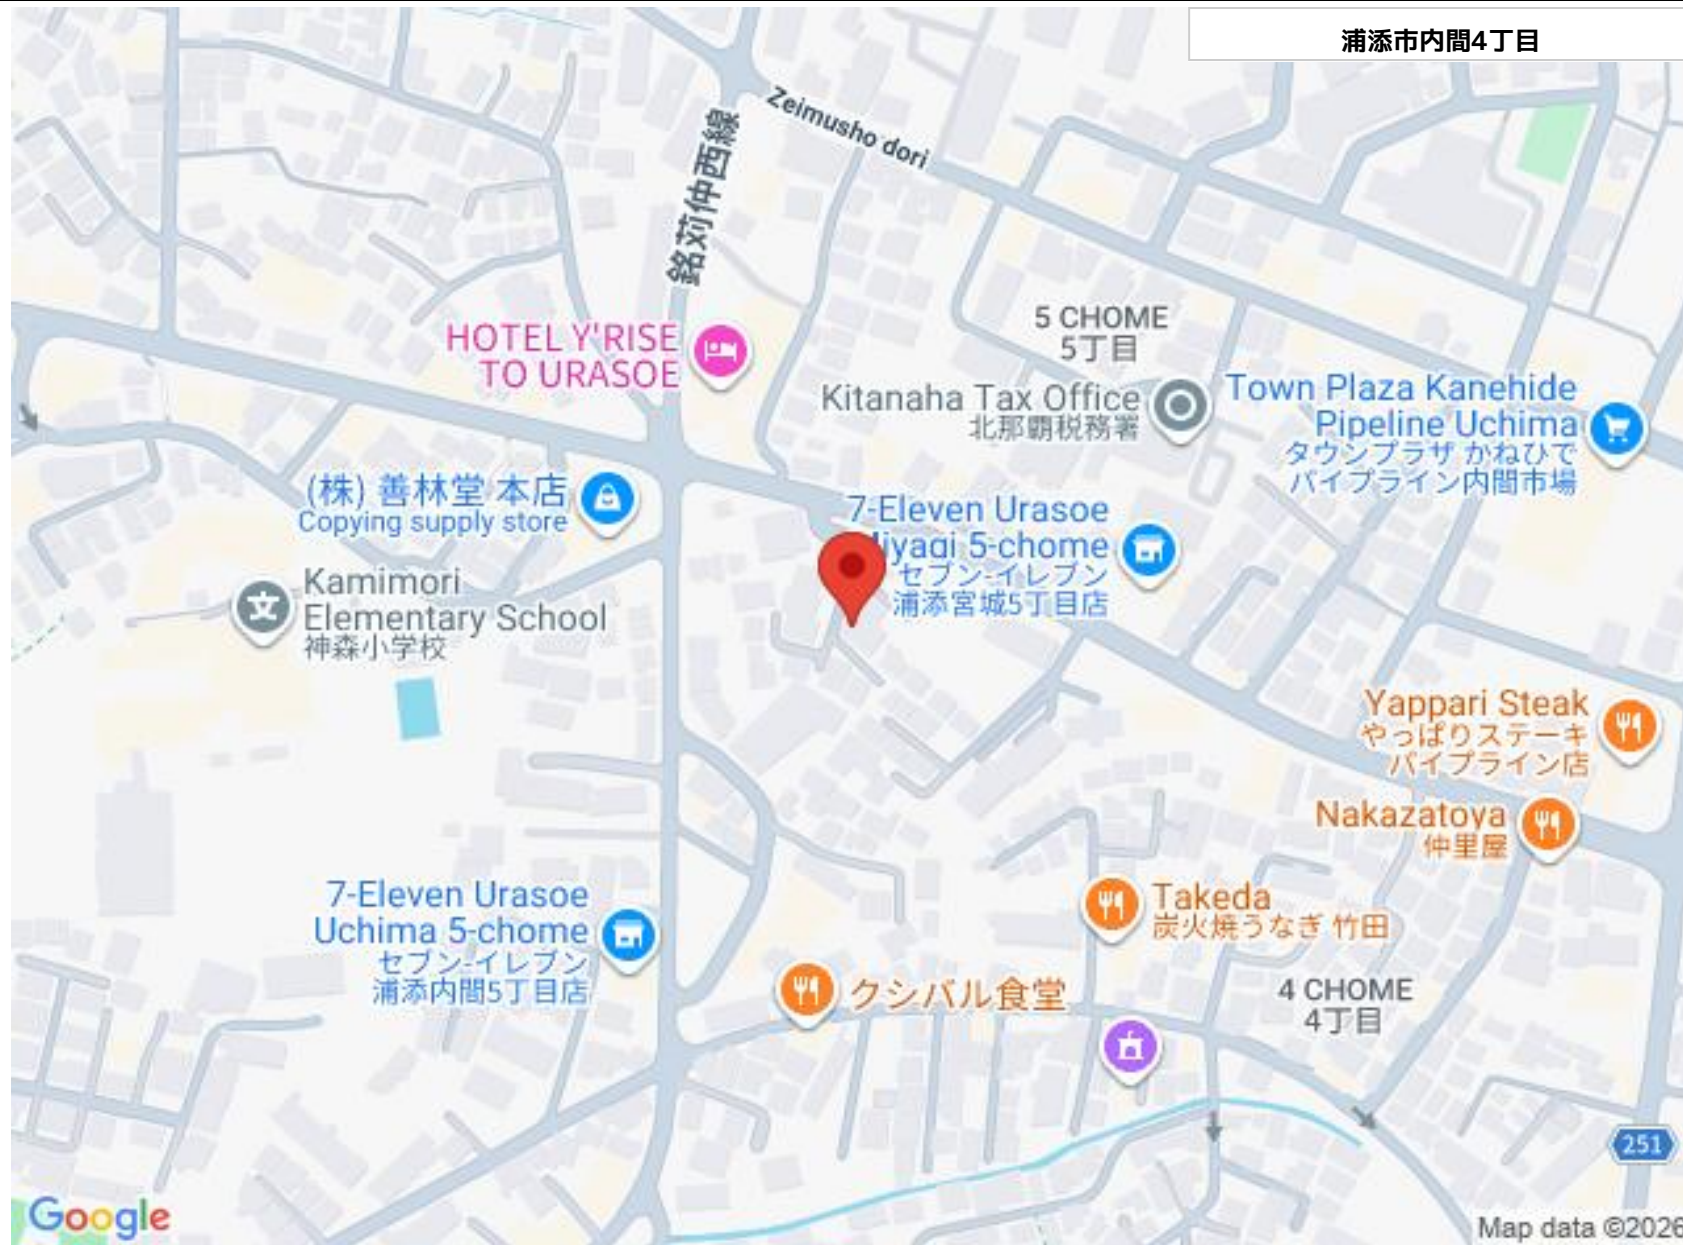 浦添市内間4丁目
Zeimusho dori
銘苅仲西線
HOTEL Y'RISE
TO URASOE
5 CHOME
5丁目
Kitanaha Tax Office
北那覇税務署
Town Plaza Kanehide
Pipeline Uchima
タウンプラザ かねひで
パイプライン内間市場
(株) 善林堂 本店
Copying supply store
7-Eleven Urasoe
Miyagi 5-chome
セブン-イレブン
浦添宮城5丁目店
Kamimori
Elementary School
神森小学校
Yappari Steak
やっぱりステーキ
パイプライン店
Nakazatoya
仲里屋
7-Eleven Urasoe
Uchima 5-chome
セブン-イレブン
浦添内間5丁目店
Takeda
炭火焼うなぎ 竹田
クシバル食堂
4 CHOME
4丁目
251
Google
Map data ©2026